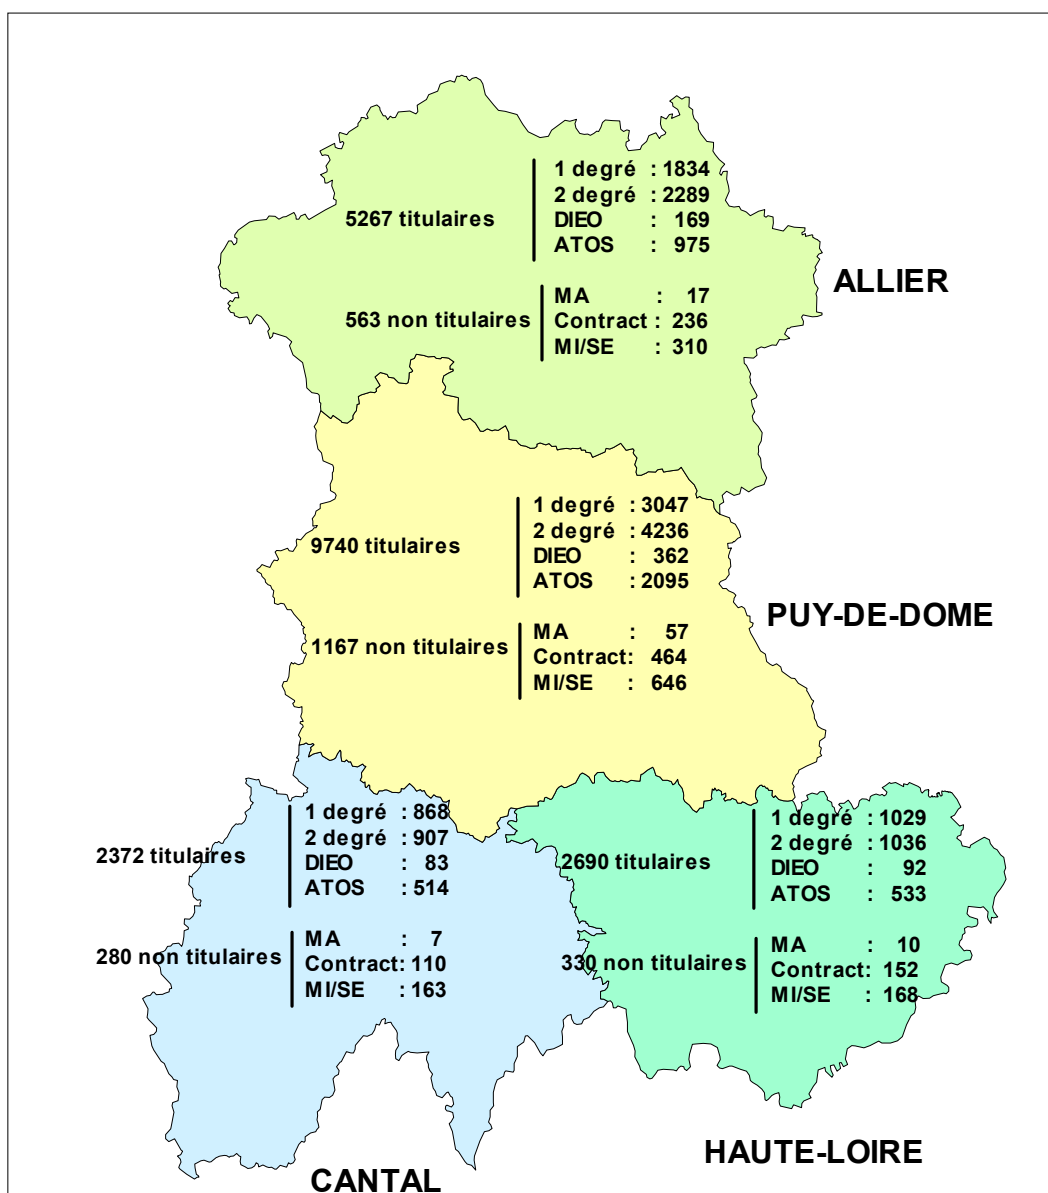 1 degré : 1834
2 degré : 2289
5267 titulaires
DIEO : 169
ATOS : 975
ALLIER
MA : 17
563 non titulaires
Contract : 236
MI/SE : 310
1 degré : 3047
2 degré : 4236
9740 titulaires
DIEO : 362
ATOS : 2095
PUY-DE-DOME
MA : 57
1167 non titulaires
Contract: 464
MI/SE : 646
1 degré : 868
2 degré : 907
2372 titulaires
DIEO : 83
ATOS : 514
MA : 7
280 non titulaires
Contract: 110
MI/SE : 163
1 degré : 1029
2 degré : 1036
2690 titulaires
DIEO : 92
ATOS : 533
MA : 10
330 non titulaires
Contract: 152
MI/SE : 168
HAUTE-LOIRE
CANTAL